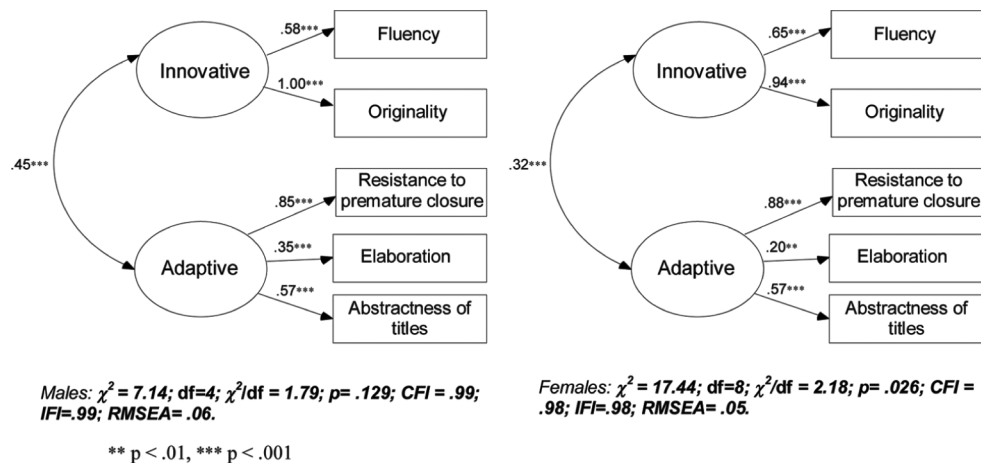 .58***
Fluency
Innovative
1.00***
Originality
.45***
Resistance to
premature closure
.85***
.35***
Elaboration
Adaptive
.57***
Abstractness of
titles
Males: χ² = 7.14; df=4; χ²/df = 1.79; p= .129; CFI = .99;
IFI=.99; RMSEA= .06.
** p < .01, *** p < .001
.65***
Fluency
Innovative
.94***
Originality
.32***
Resistance to
premature closure
.88***
.20**
Elaboration
Adaptive
.57***
Abstractness of
titles
Females: χ² = 17.44; df=8; χ²/df = 2.18; p= .026; CFI =
.98; IFI=.98; RMSEA= .05.